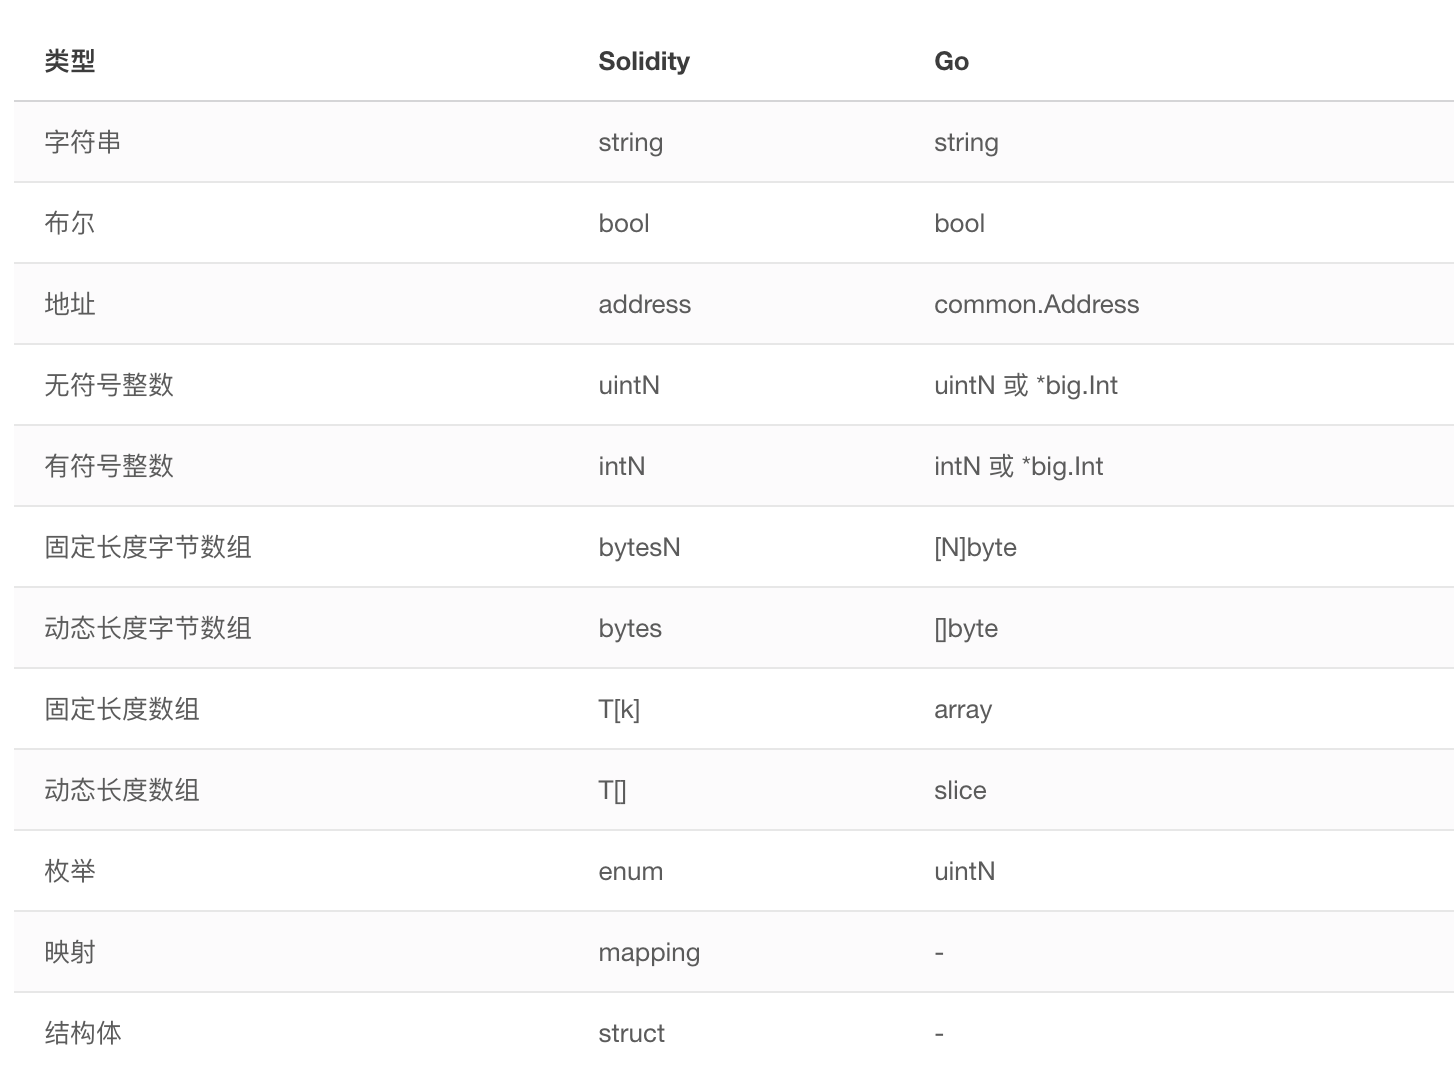 类型 Solidity Go
字符串 string string
布尔 bool bool
地址 address common.Address
无符号整数 uintN uintN 或 *big.Int
有符号整数 intN intN 或 *big.Int
固定长度字节数组 bytesN [N]byte
动态长度字节数组 bytes []byte
固定长度数组 T[k] array
动态长度数组 T[] slice
枚举 enum uintN
映射 mapping -
结构体 struct -